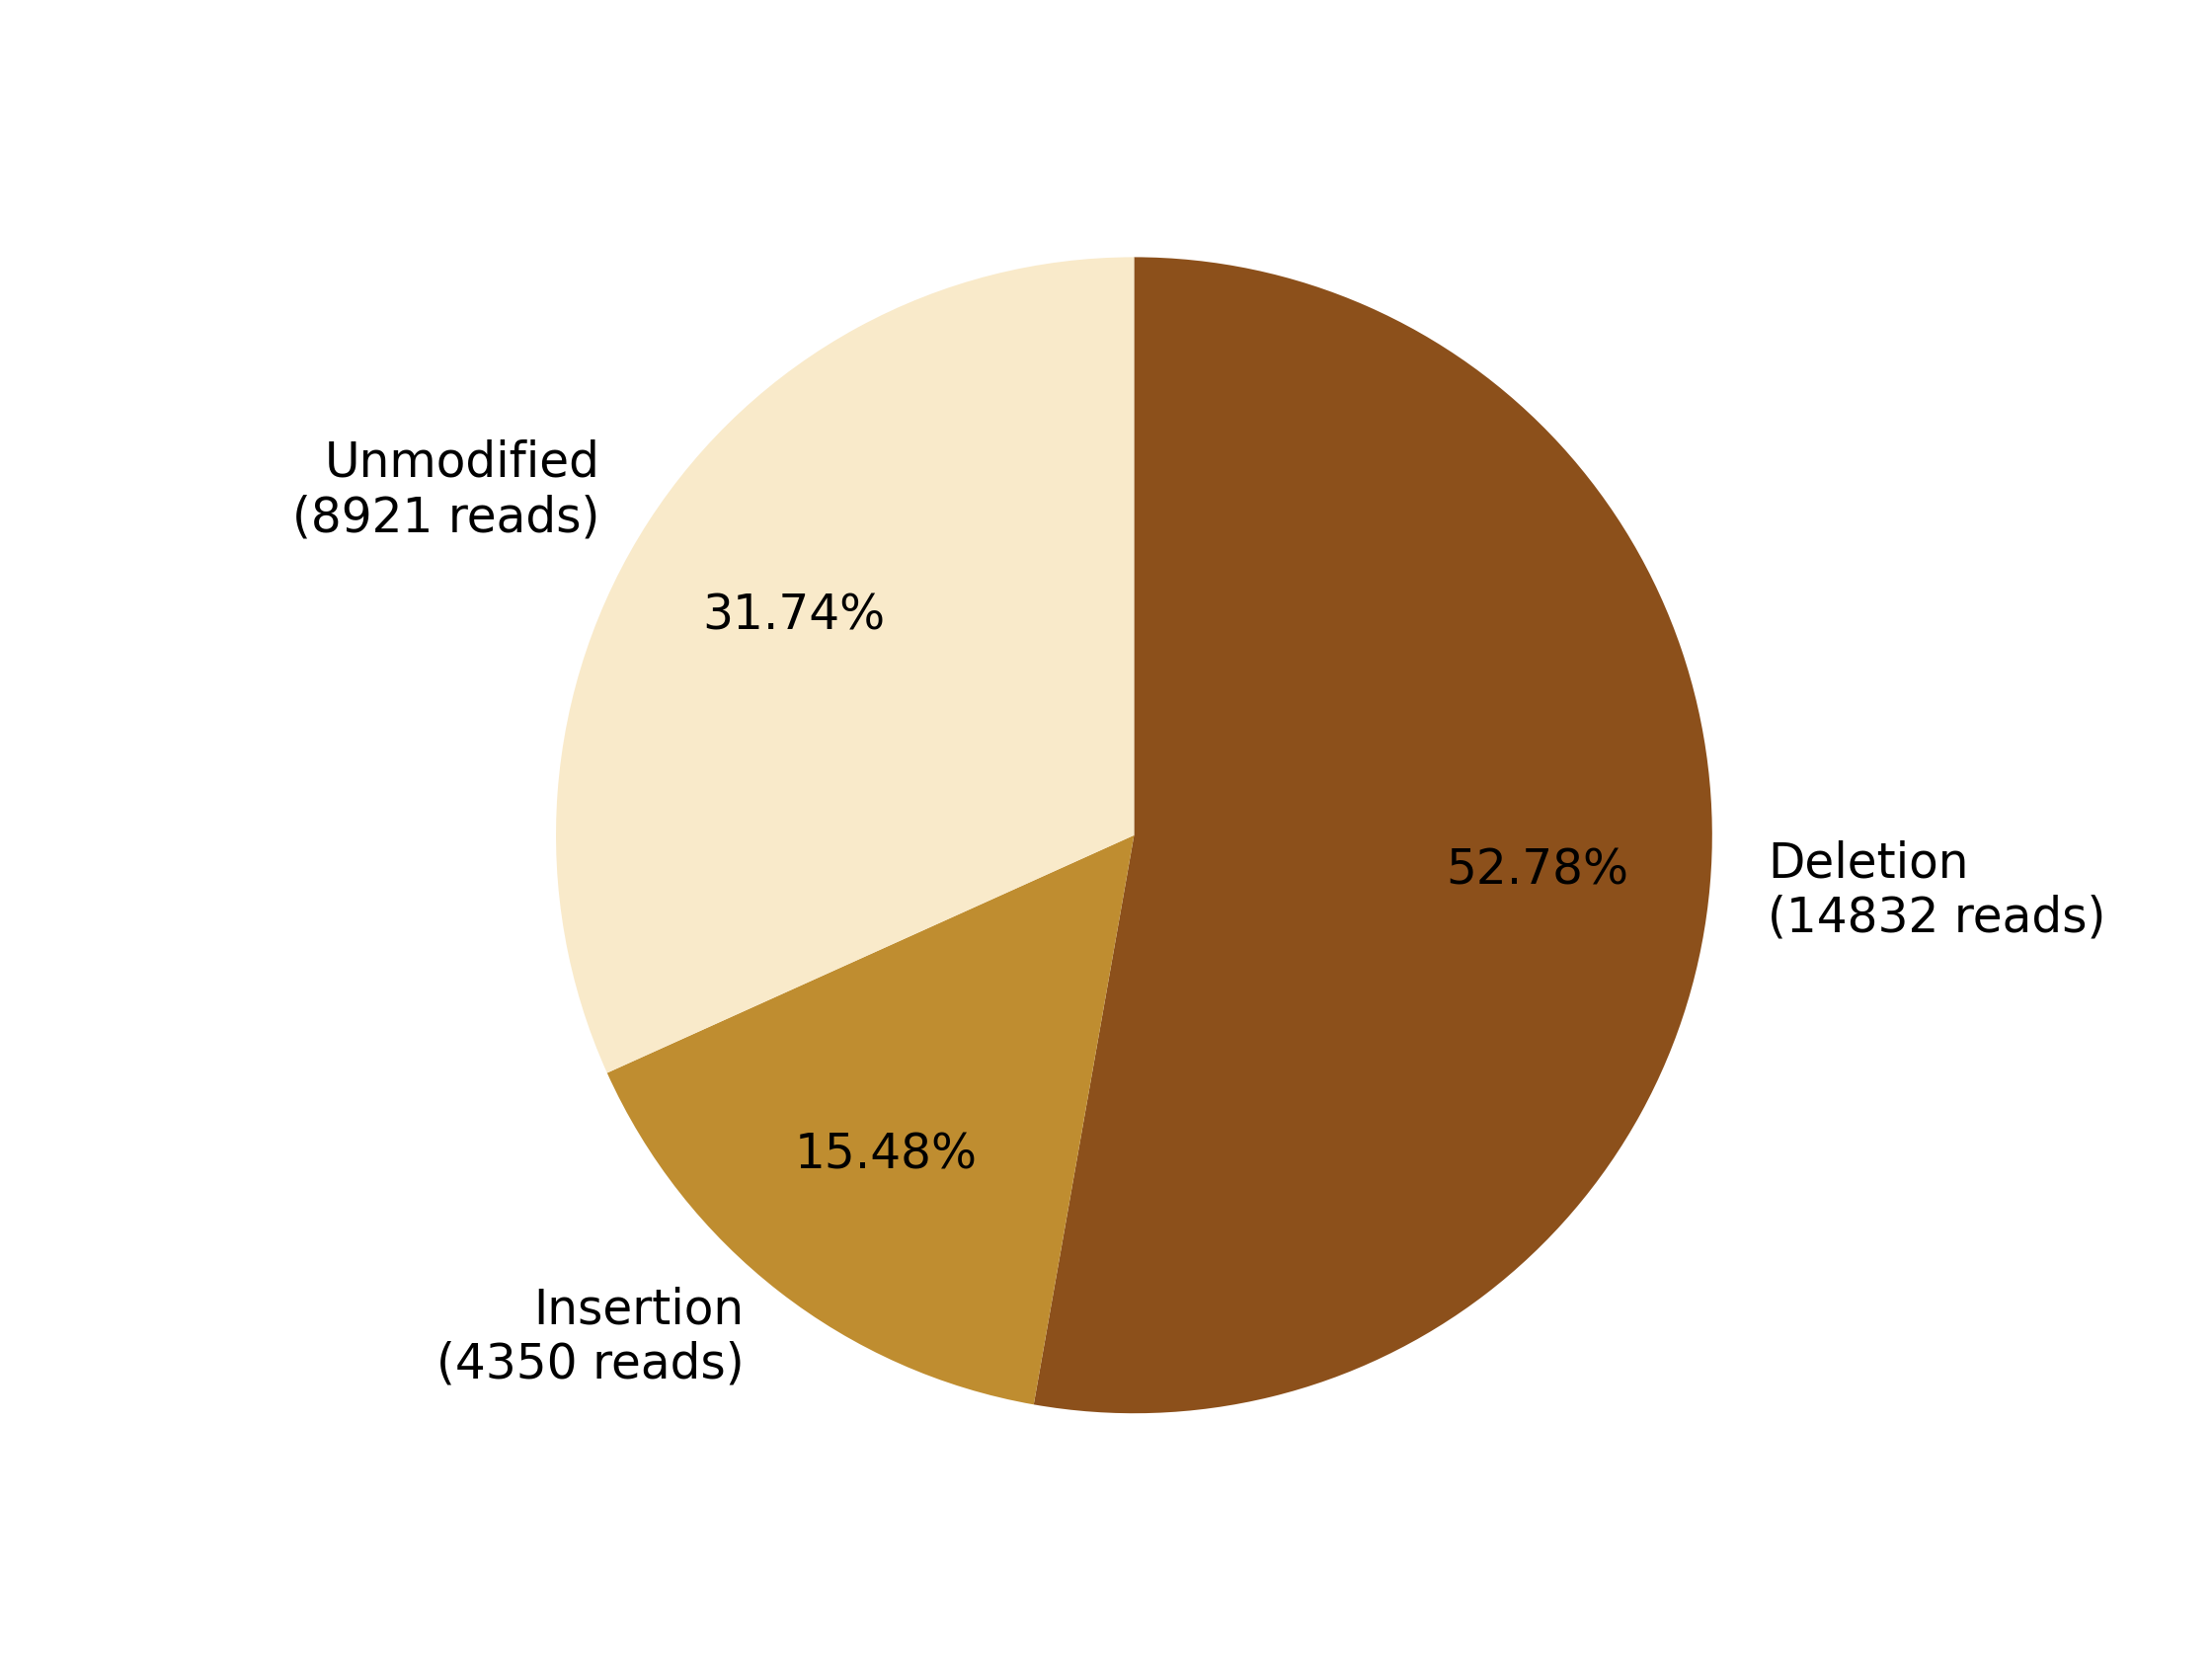 Unmodified
(8921 reads)
31.74%
52.78%
Deletion
(14832 reads)
15.48%
Insertion
(4350 reads)